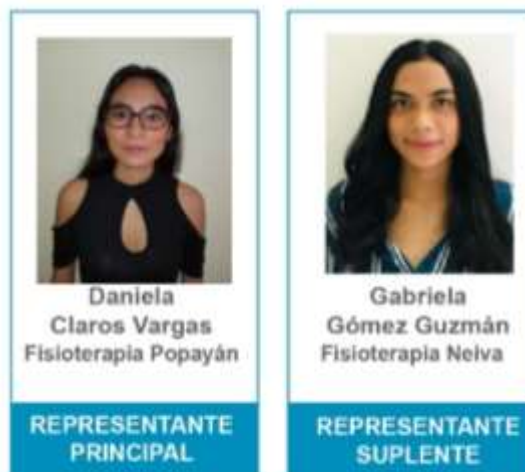 Daniela
Claros Vargas
Fisioterapia Popayán
REPRESENTANTE
PRINCIPAL
Gabriela
Gómez Guzmán
Fisioterapia Neiva
REPRESENTANTE
SUPLENTE